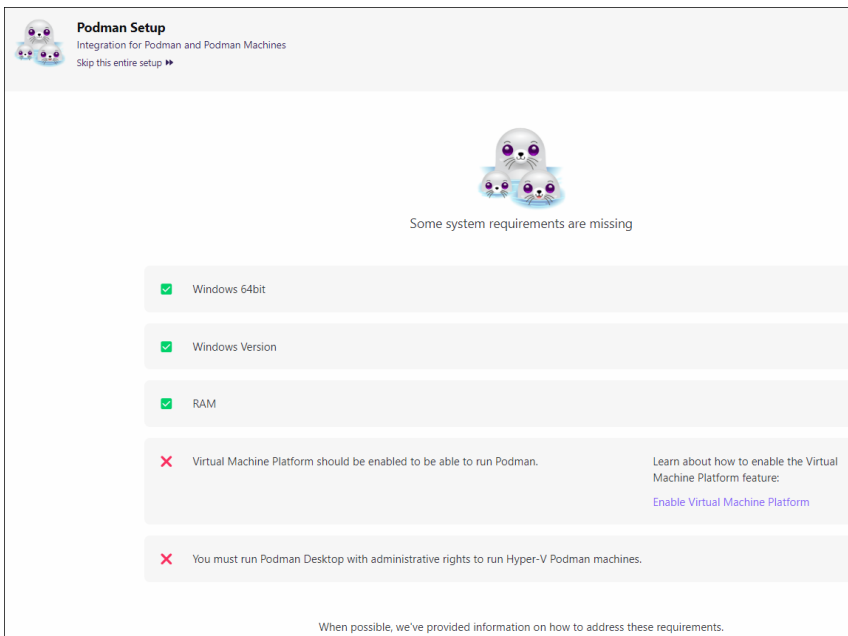 Podman Setup
Integration for Podman and Podman Machines
Skip this entire setup
Some system requirements are missing
Windows 64bit
Windows Version
RAM
Virtual Machine Platform should be enabled to be able to run Podman.
Learn about how to enable the Virtual
Machine Platform feature:
Enable Virtual Machine Platform
You must run Podman Desktop with administrative rights to run Hyper-V Podman machines.
When possible, we've provided information on how to address these requirements.